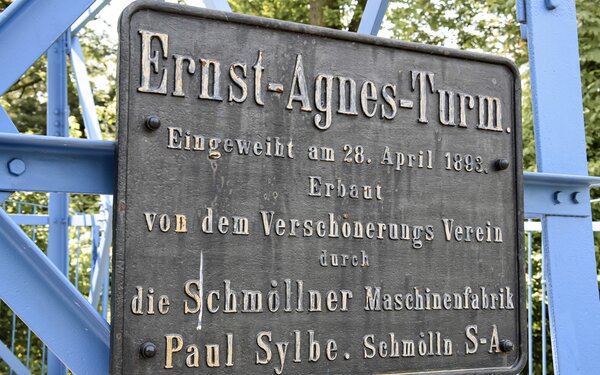 Ernst-Agnes-Turm.
Eingeweiht am 28. April 1893.
Erbaut
von dem Verschönerungs Verein
durch
die Schmöllner Maschinenfabrik
Paul Sylbe. Schmölln S-A.